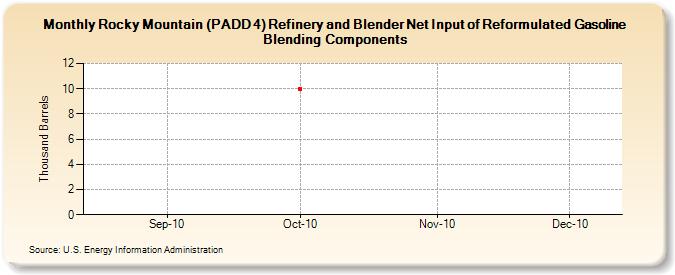 Monthly Rocky Mountain (PADD 4) Refinery and Blender Net Input of Reformulated Gasoline
Blending Components
Thousand Barrels
12
10
8
6
4
2
0
Sep-10 Oct-10 Nov-10 Dec-10
Source: U.S. Energy Information Administration